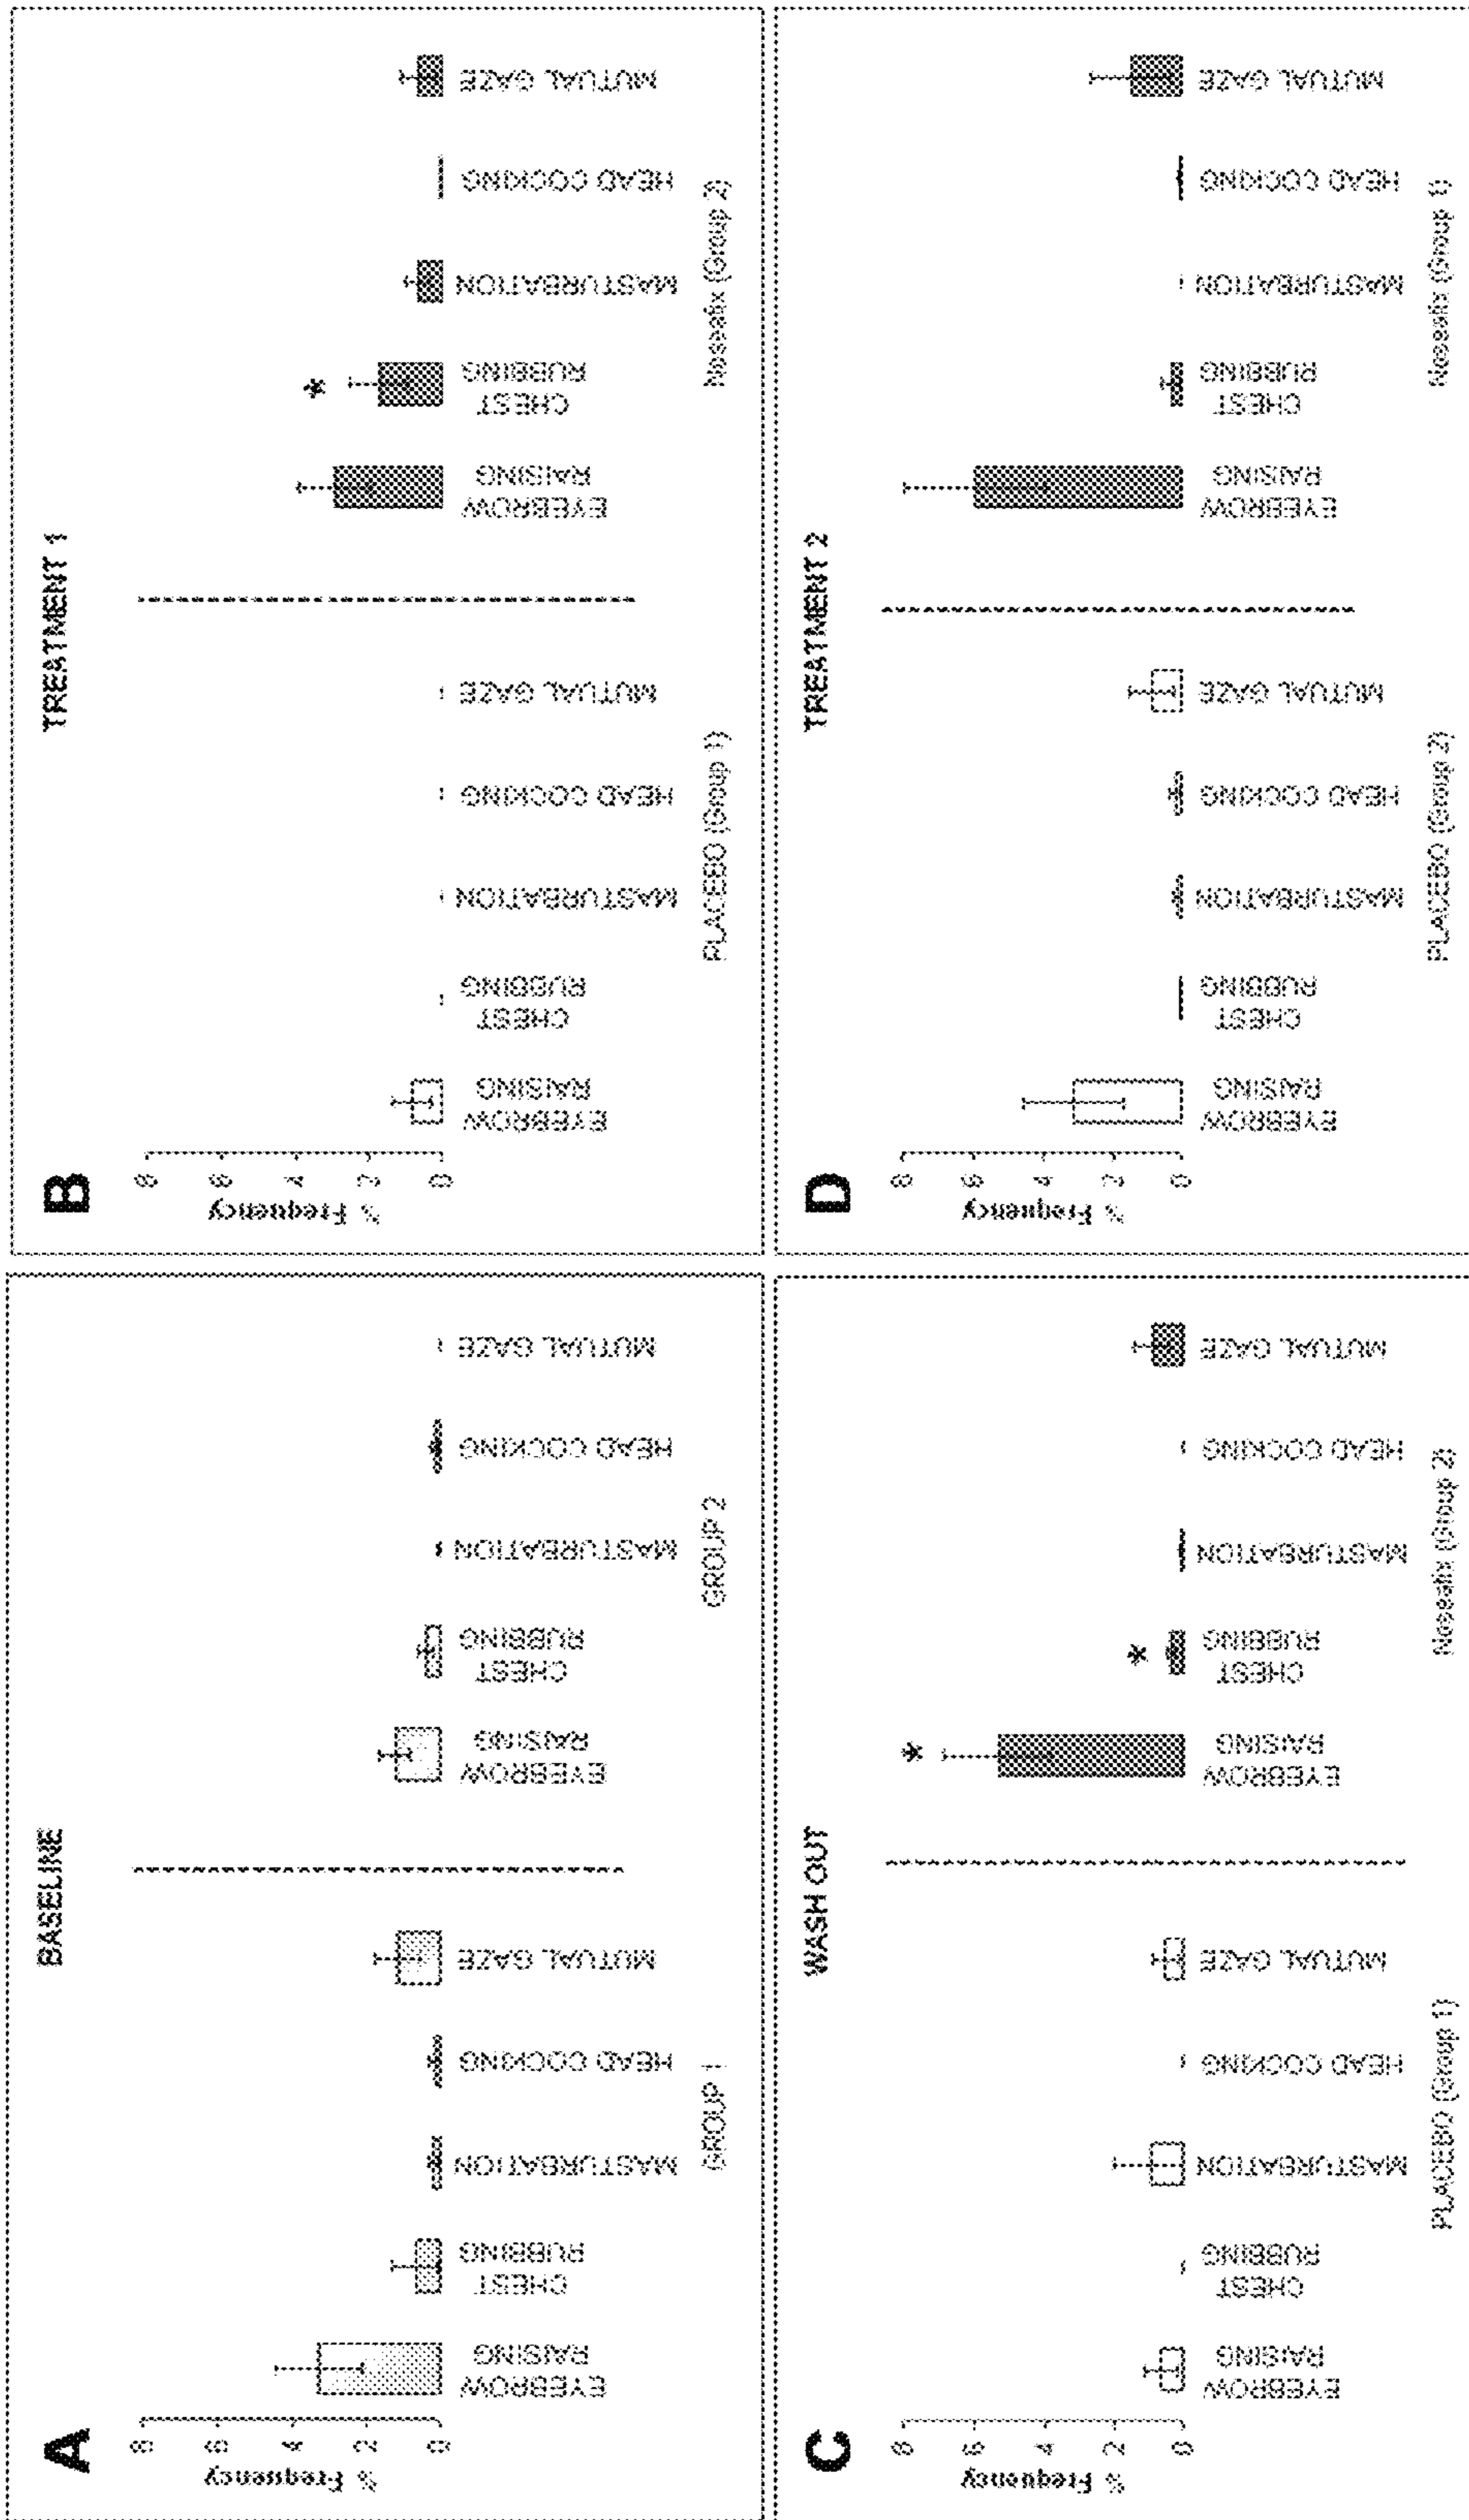 A
BASELINE
% Frequency
8
6
4
2
0
EYEBROW
RAISING
CHEST
RUBBING
MASTURBATION
HEAD COCKING
MUTUAL GAZE
EYEBROW
RAISING
CHEST
RUBBING
MASTURBATION
HEAD COCKING
MUTUAL GAZE
GROUP 1
GROUP 2
B
TREATMENT 1
% Frequency
8
6
4
2
0
*
EYEBROW
RAISING
CHEST
RUBBING
MASTURBATION
HEAD COCKING
MUTUAL GAZE
EYEBROW
RAISING
CHEST
RUBBING
MASTURBATION
HEAD COCKING
MUTUAL GAZE
PLACEBO (Group 1)
(Group 2)
C
WASH OUT
% Frequency
8
6
4
2
0
*
*
EYEBROW
RAISING
CHEST
RUBBING
MASTURBATION
HEAD COCKING
MUTUAL GAZE
EYEBROW
RAISING
CHEST
RUBBING
MASTURBATION
HEAD COCKING
MUTUAL GAZE
PLACEBO (Group 1)
(Group 2)
D
TREATMENT 2
% Frequency
8
6
4
2
0
EYEBROW
RAISING
CHEST
RUBBING
MASTURBATION
HEAD COCKING
MUTUAL GAZE
EYEBROW
RAISING
CHEST
RUBBING
MASTURBATION
HEAD COCKING
MUTUAL GAZE
PLACEBO (Group 2)
(Group 1)